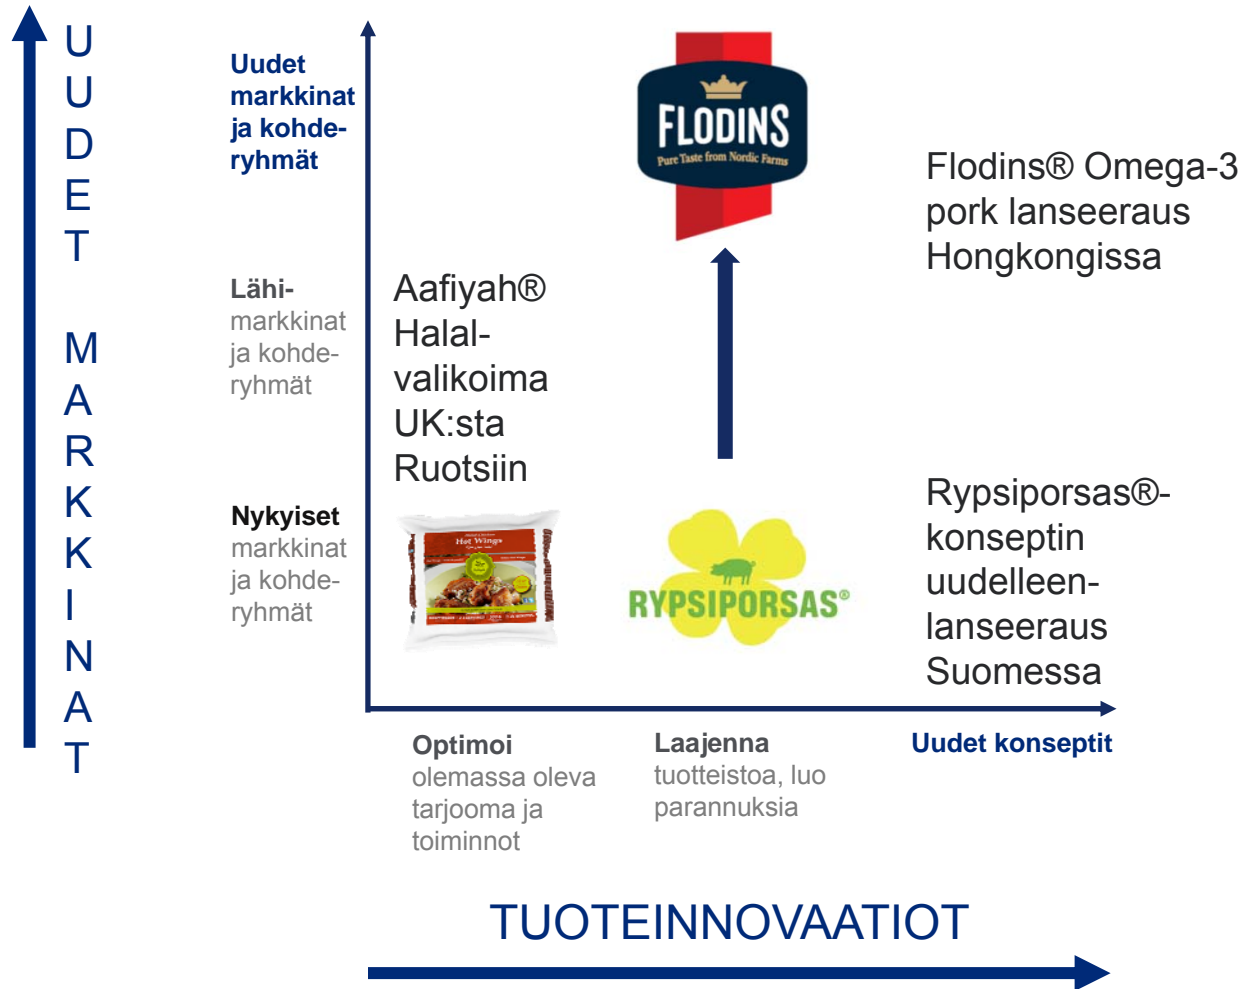 UUDET MARKKINAT
Uudet
markkinat
ja kohde-
ryhmät
FLODINS
Pure Taste from Nordic Farms
Flodins® Omega-3
pork lanseeraus
Hongkongissa
Lähi-
markkinat
ja kohde-
ryhmät
Aafiyah®
Halal-
valikoima
UK:sta
Ruotsiin
Nykyiset
markkinat
ja kohde-
ryhmät
Hot Wings
RYPSIPORSAS®
Rypsiporsas®-
konseptin
uudelleen-
lanseeraus
Suomessa
Optimoi
olemassa oleva
tarjooma ja
toiminnot
Laajenna
tuotteistoa, luo
parannuksia
Uudet konseptit
TUOTEINNOVAATIOT